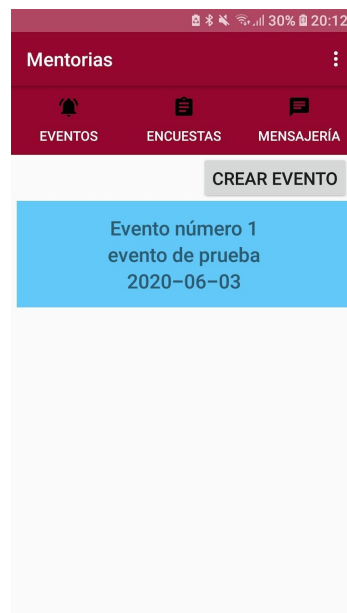 30% 20:12
Mentorias
EVENTOS ENCUESTAS MENSAJERÍA
CREAR EVENTO
Evento número 1
evento de prueba
2020-06-03